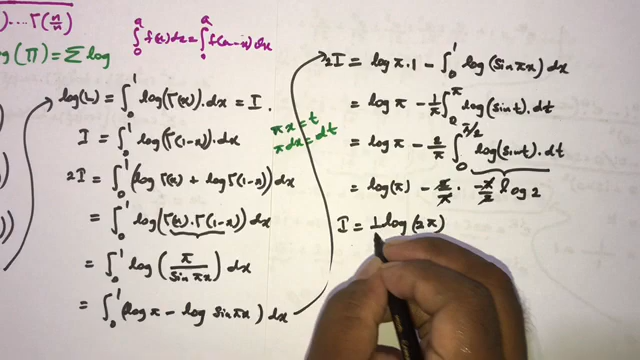 ) .... Γ(n/n)
g(Π) = Σ log
∫₀ᵃ f(x)dx = ∫₀ᵃ f(a-x)dx
log(L) = ∫₀¹ log(Γ(x)).dx = I.
I = ∫₀¹ log(Γ(1-x)).dx
2I = ∫₀¹ (log Γ(x) + log Γ(1-x)) dx
= ∫₀¹ log(Γ(x).Γ(1-x)) dx
= ∫₀¹ log(π/sin πx) dx
= ∫₀¹ (log π - log sin πx) dx
πx = t
πdx = dt
2I = log π . 1 - ∫₀¹ log(sin πx) dx
= log π - 1/π ∫₀^π log(sin t). dt
= log π - 2/π ∫₀^(π/2) log(sin t). dt
= log(π) - 2/π . -π/2 log 2
I = 1/2 log(2π)